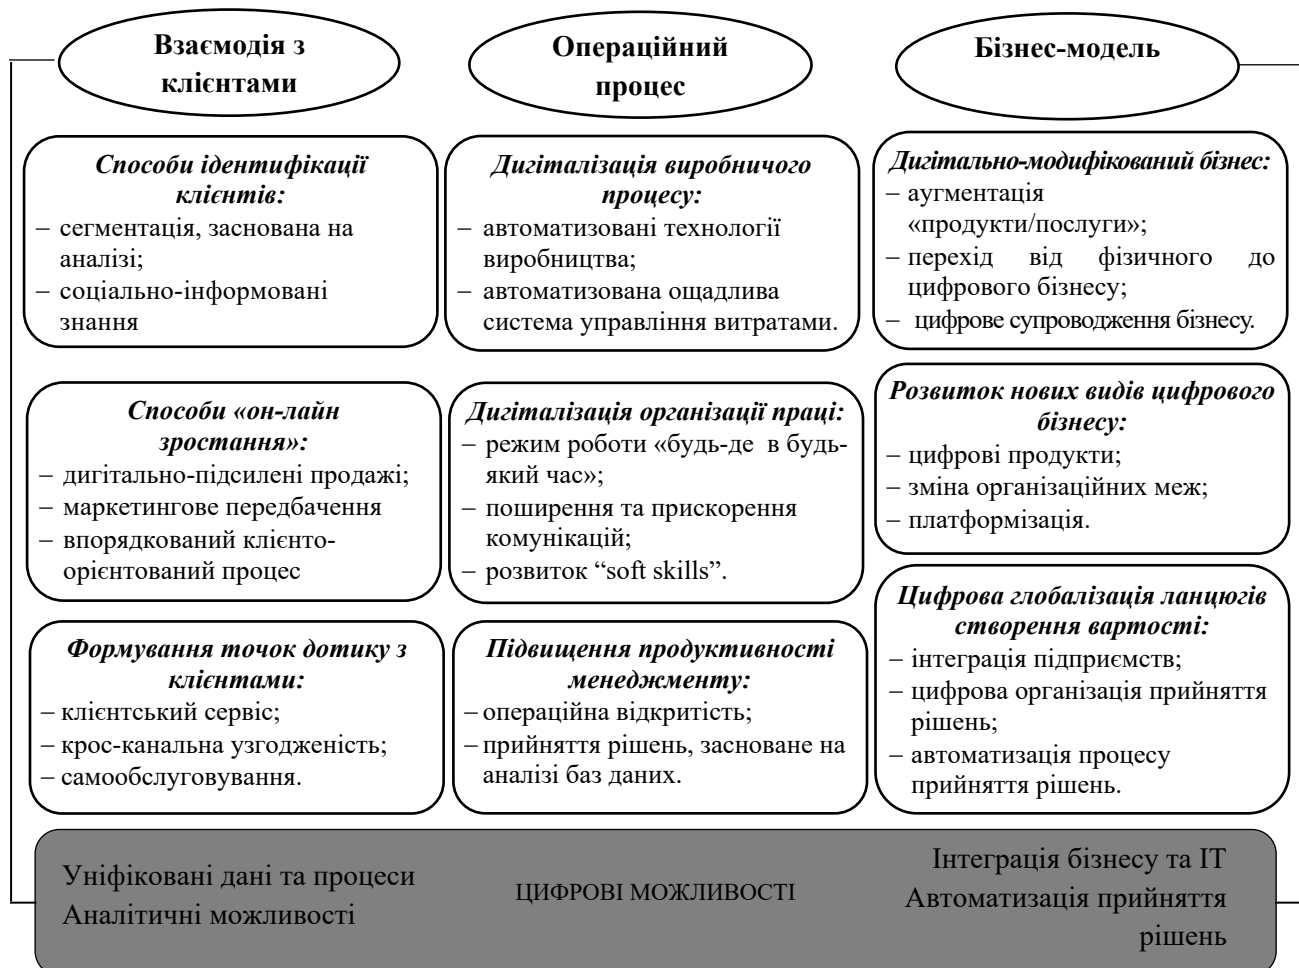 Взаємодія з
клієнтами
Операційний
процес
Бізнес-модель
Способи ідентифікації
клієнтів:
– сегментація, заснована на
аналізі;
– соціально-інформовані
знання
Способи «он-лайн
зростання»:
– дигітально-підсилені продажі;
– маркетингове передбачення
– впорядкований клієнто-
орієнтований процес
Формування точок дотику з
клієнтами:
– клієнтський сервіс;
– крос-канальна узгодженість;
– самообслуговування.
Дигіталізація виробничого
процесу:
– автоматизовані технології
виробництва;
– автоматизована ощадлива
система управління витратами.
Дигіталізація організації праці:
– режим роботи «будь-де в будь-
який час»;
– поширення та прискорення
комунікацій;
– розвиток “soft skills”.
Підвищення продуктивності
менеджменту:
– операційна відкритість;
– прийняття рішень, засноване на
аналізі баз даних.
Дигітально-модифікований бізнес:
– аугментація
«продукти/послуги»;
– перехід від фізичного до
цифрового бізнесу;
– цифрове супроводження бізнесу.
Розвиток нових видів цифрового
бізнесу:
– цифрові продукти;
– зміна організаційних меж;
– платформізація.
Цифрова глобалізація ланцюгів
створення вартості:
– інтеграція підприємств;
– цифрова організація прийняття
рішень;
– автоматизація процесу
прийняття рішень.
Уніфіковані дані та процеси
Аналітичні можливості
ЦИФРОВІ МОЖЛИВОСТІ
Інтеграція бізнесу та ІТ
Автоматизація прийняття
рішень